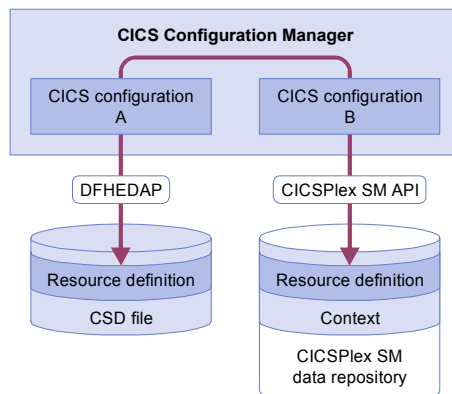 CICS Configuration Manager
CICS configuration
A
CICS configuration
B
DFHEDAP
CICSPlex SM API
Resource definition
CSD file
Resource definition
Context
CICSPlex SM
data repository